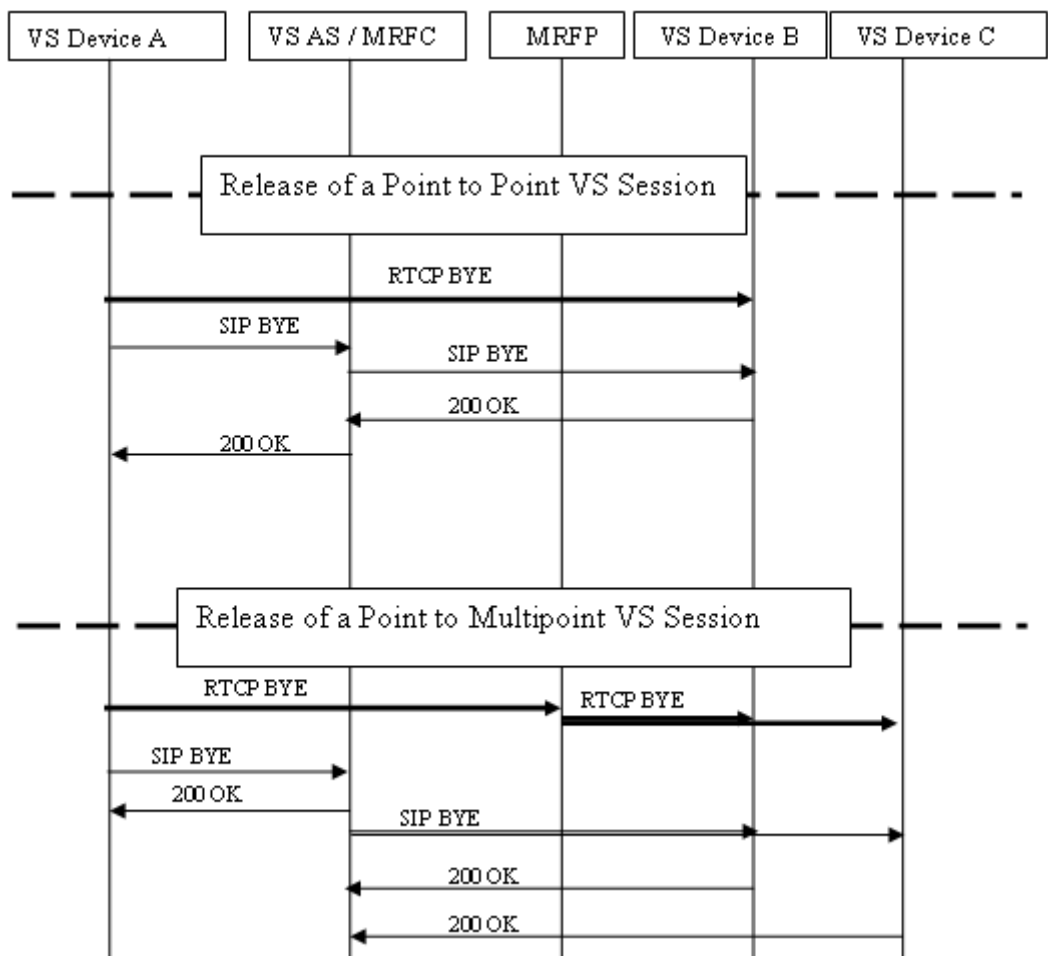 VS Device A
VS AS / MRFC
MRFP
VS Device B
VS Device C
Release of a Point to Point VS Session
RTCP BYE
SIP BYE
SIP BYE
200 OK
200 OK
Release of a Point to Multipoint VS Session
RTCP BYE
RTCP BYE
SIP BYE
200 OK
SIP BYE
200 OK
200 OK